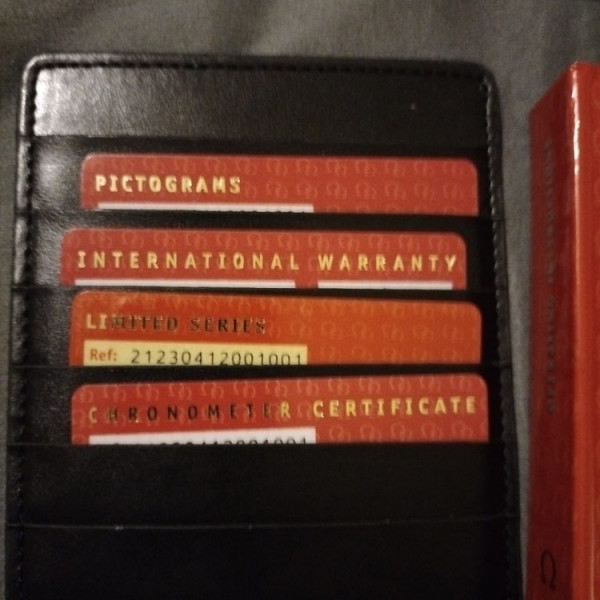 PICTOGRAMS
INTERNATIONAL WARRANTY
LIMITED SERIES
Ref: 21230412001001
CHRONOMETER CERTIFICATE